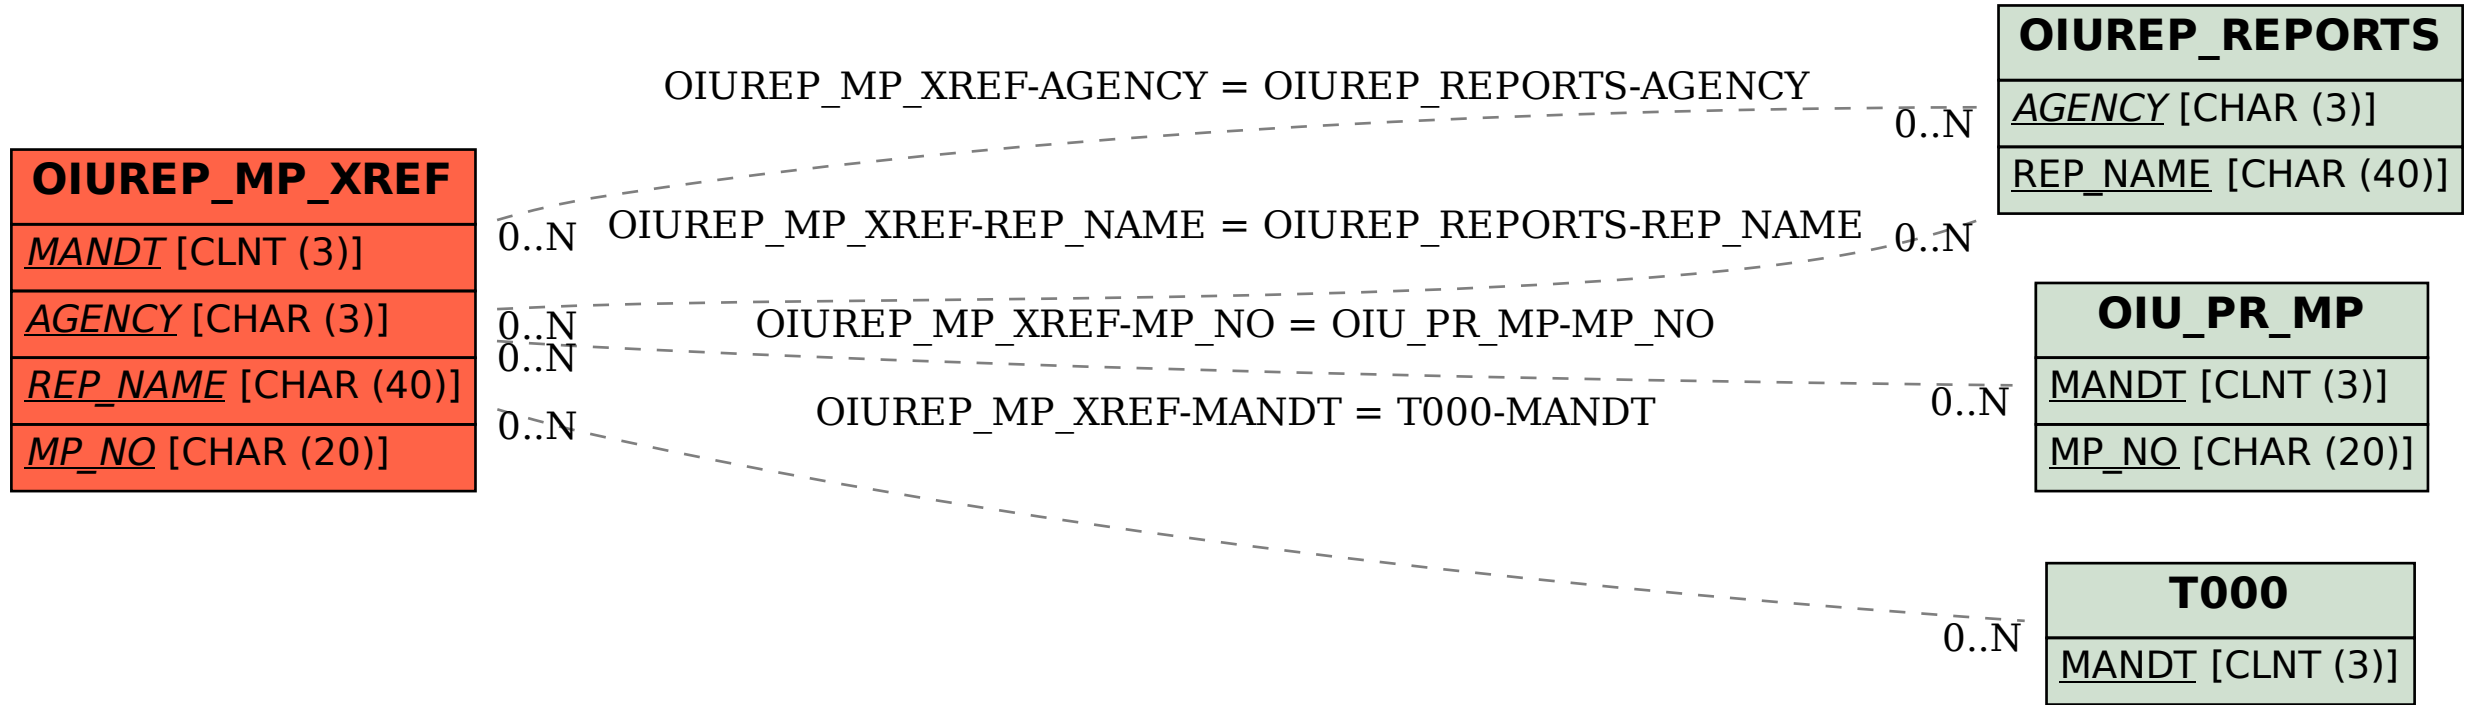 OIUREP_MP_XREF
MANDT [CLNT (3)]
AGENCY [CHAR (3)]
REP_NAME [CHAR (40)]
MP_NO [CHAR (20)]
OIUREP_MP_XREF-AGENCY = OIUREP_REPORTS-AGENCY
0..N
0..N
OIUREP_MP_XREF-REP_NAME = OIUREP_REPORTS-REP_NAME
0..N
0..N
OIUREP_MP_XREF-MP_NO = OIU_PR_MP-MP_NO
0..N
0..N
OIUREP_MP_XREF-MANDT = T000-MANDT
0..N
0..N
OIUREP_REPORTS
AGENCY [CHAR (3)]
REP_NAME [CHAR (40)]
OIU_PR_MP
MANDT [CLNT (3)]
MP_NO [CHAR (20)]
T000
MANDT [CLNT (3)]